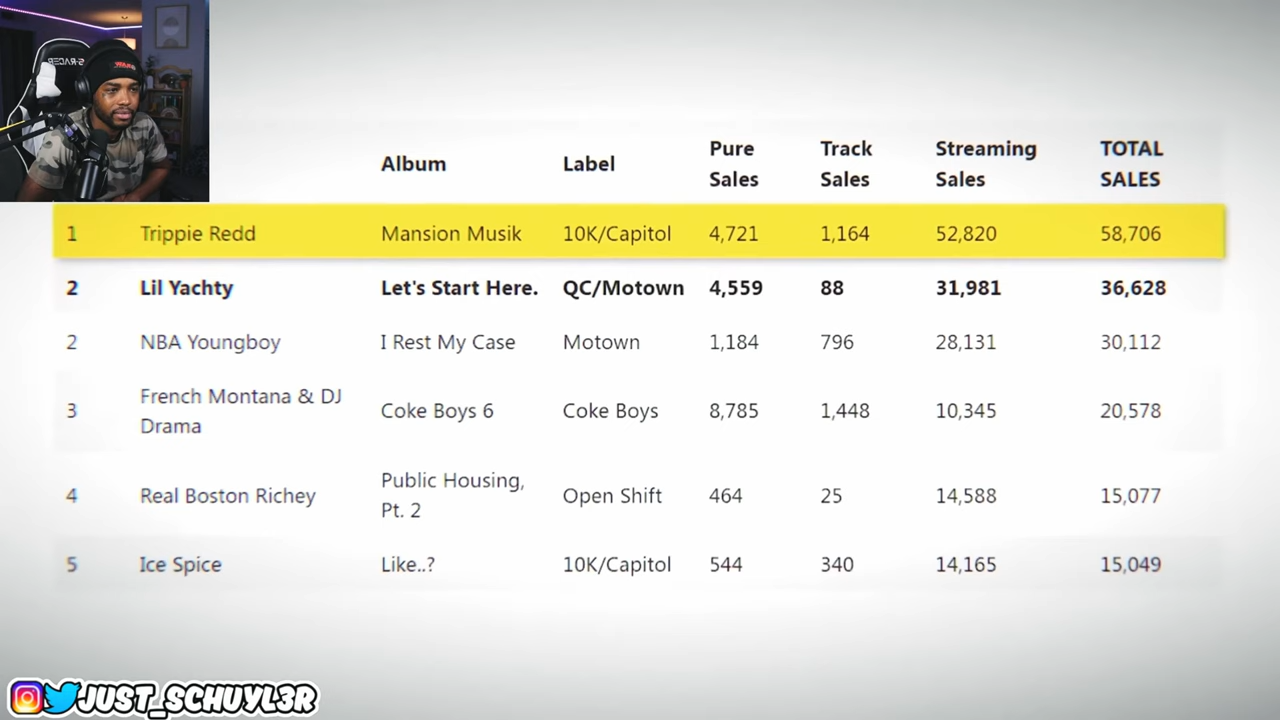 Album Label Pure Sales Track Sales Streaming Sales TOTAL SALES
1 Trippie Redd Mansion Musik 10K/Capitol 4,721 1,164 52,820 58,706
2 Lil Yachty Let's Start Here. QC/Motown 4,559 88 31,981 36,628
2 NBA Youngboy I Rest My Case Motown 1,184 796 28,131 30,112
3 French Montana & DJ Drama Coke Boys 6 Coke Boys 8,785 1,448 10,345 20,578
4 Real Boston Richey Public Housing, Pt. 2 Open Shift 464 25 14,588 15,077
5 Ice Spice Like..? 10K/Capitol 544 340 14,165 15,049
JUST_SCHUYL3R